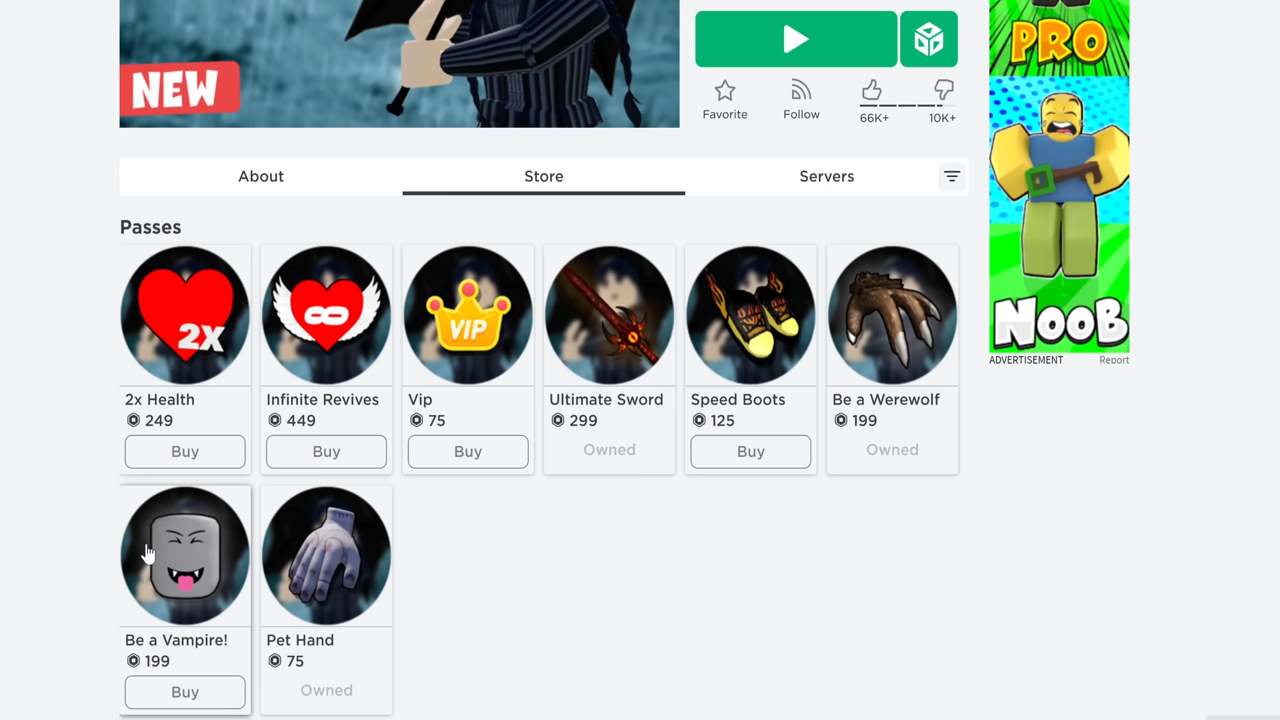 NEW
PRO
Favorite
Follow
66K+
10K+
About
Store
Servers
Passes
2X
VIP
2x Health
Infinite Revives
Vip
Ultimate Sword
Speed Boots
Be a Werewolf
249
449
75
299
125
199
Buy
Buy
Buy
Owned
Buy
Owned
NOOB
ADVERTISEMENT
Report
Be a Vampire!
Pet Hand
199
75
Buy
Owned